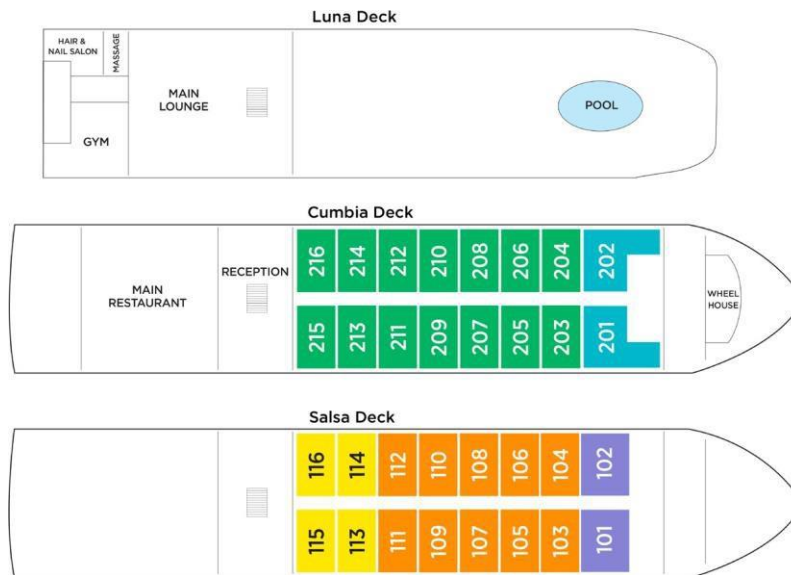 Luna Deck
HAIR &
NAIL SALON
MASSAGE
MAIN
LOUNGE
GYM
POOL
Cumbia Deck
216 214 212 210 208 206 204 202
MAIN
RESTAURANT
RECEPTION
WHEEL
HOUSE
215 213 211 209 207 205 203 201
Salsa Deck
116 114 112 110 108 106 104 102
115 113 111 109 107 105 103 101